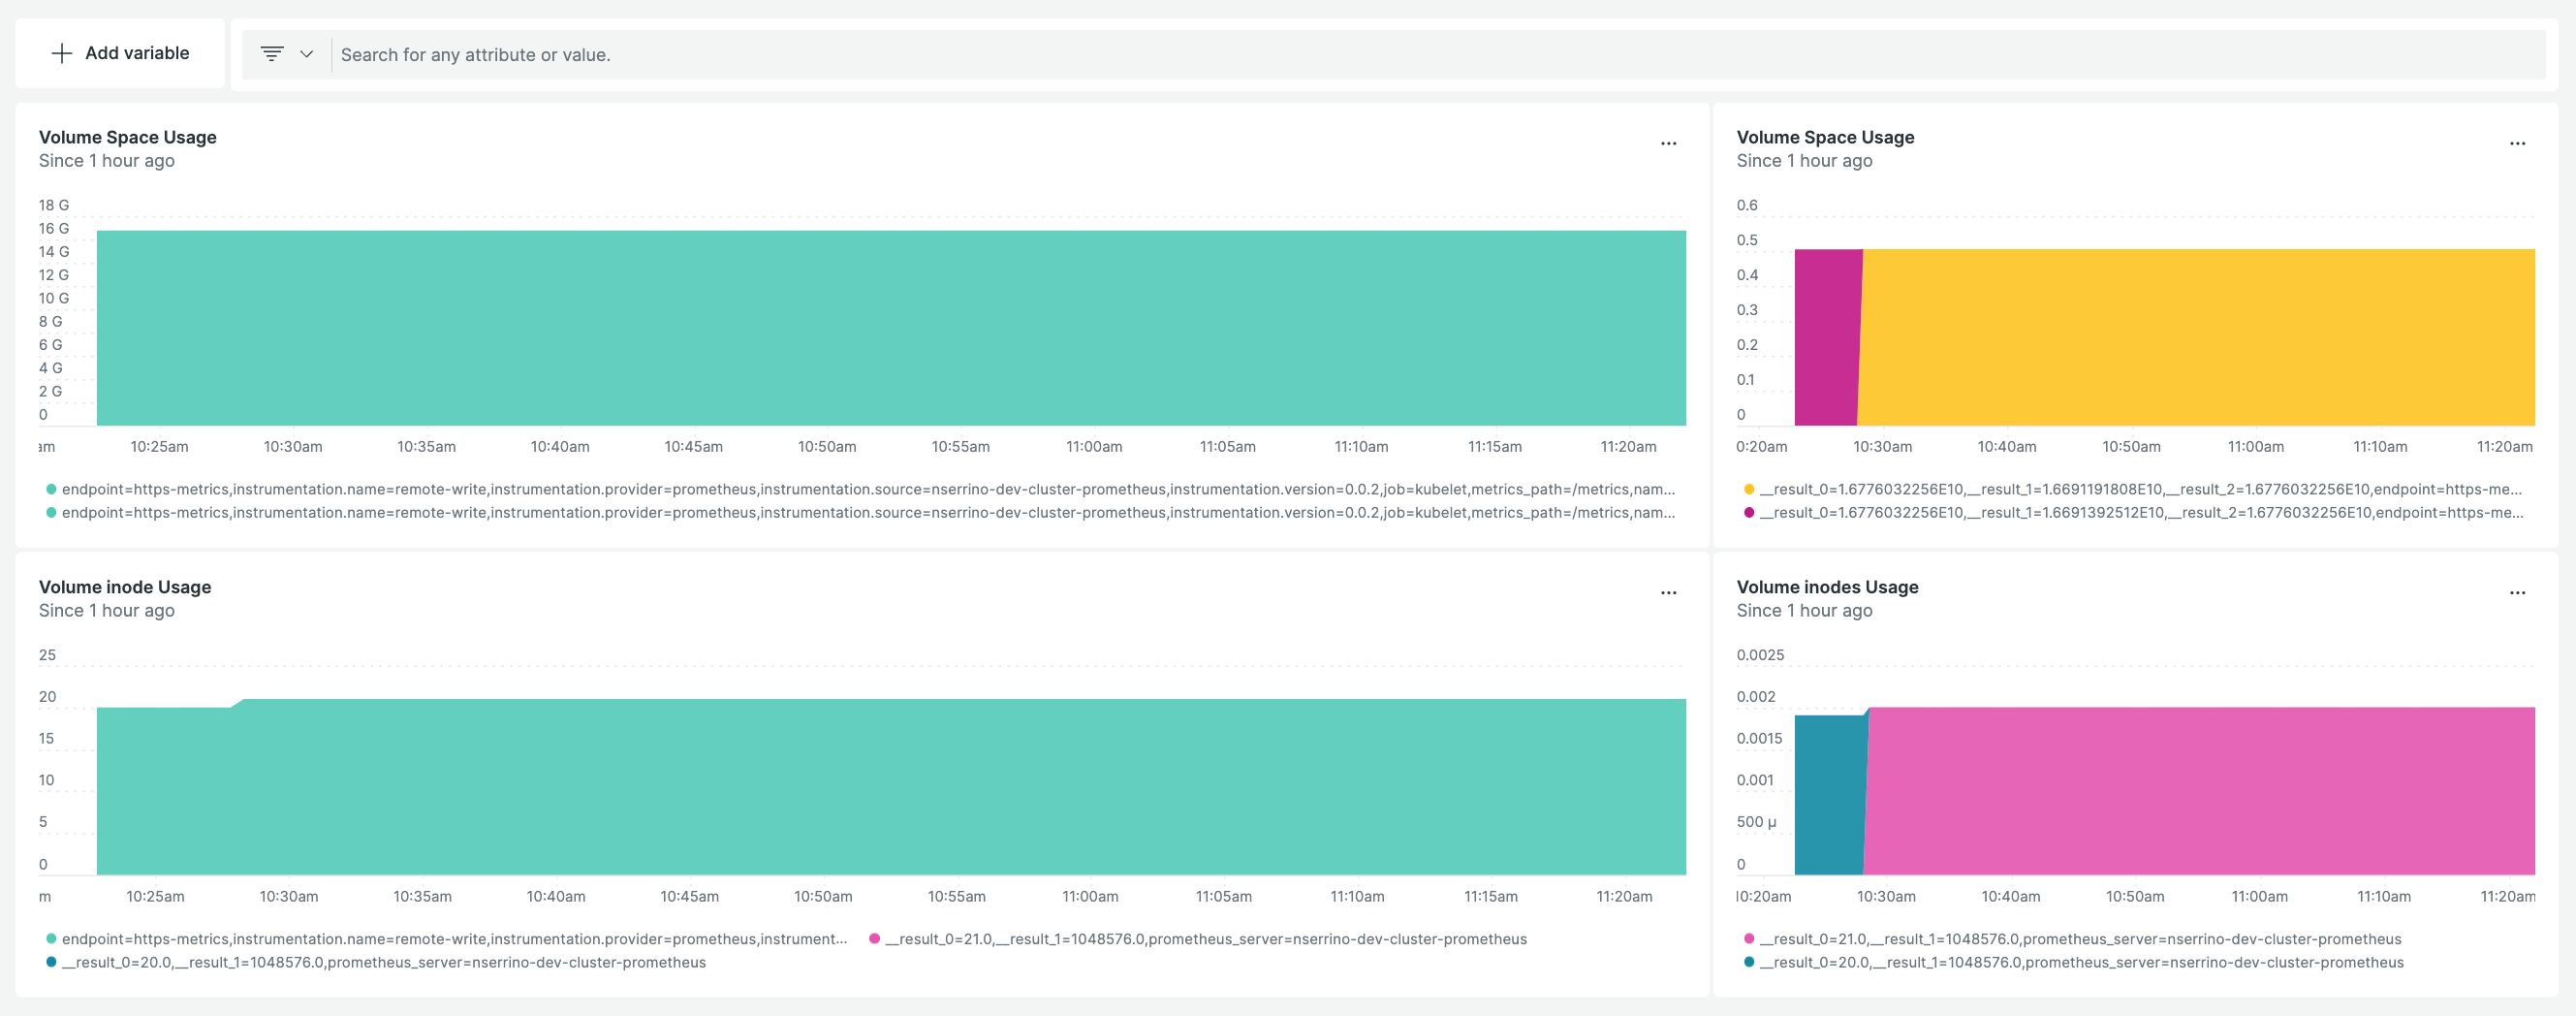 Add variable
Search for any attribute or value.
Volume Space Usage
Since 1 hour ago
18 G
16 G
14 G
12 G
10 G
8 G
6 G
4 G
2 G
0
am 10:25am 10:30am 10:35am 10:40am 10:45am 10:50am 10:55am 11:00am 11:05am 11:10am 11:15am 11:20am
endpoint=https-metrics,instrumentation.name=remote-write,instrumentation.provider=prometheus,instrumentation.source=nserrino-dev-cluster-prometheus,instrumentation.version=0.0.2,job=kubelet,metrics_path=/metrics,nam...
endpoint=https-metrics,instrumentation.name=remote-write,instrumentation.provider=prometheus,instrumentation.source=nserrino-dev-cluster-prometheus,instrumentation.version=0.0.2,job=kubelet,metrics_path=/metrics,nam...
Volume Space Usage
Since 1 hour ago
0.6
0.5
0.4
0.3
0.2
0.1
0
0:20am 10:30am 10:40am 10:50am 11:00am 11:10am 11:20am
__result_0=1.6776032256E10,__result_1=1.6691191808E10,__result_2=1.6776032256E10,endpoint=https-me...
__result_0=1.6776032256E10,__result_1=1.6691392512E10,__result_2=1.6776032256E10,endpoint=https-me...
Volume inode Usage
Since 1 hour ago
25
20
15
10
5
0
m 10:25am 10:30am 10:35am 10:40am 10:45am 10:50am 10:55am 11:00am 11:05am 11:10am 11:15am 11:20am
endpoint=https-metrics,instrumentation.name=remote-write,instrumentation.provider=prometheus,instrument... __result_0=21.0,__result_1=1048576.0,prometheus_server=nserrino-dev-cluster-prometheus
__result_0=20.0,__result_1=1048576.0,prometheus_server=nserrino-dev-cluster-prometheus
Volume inodes Usage
Since 1 hour ago
0.0025
0.002
0.0015
0.001
500 µ
0
10:20am 10:30am 10:40am 10:50am 11:00am 11:10am 11:20am
__result_0=21.0,__result_1=1048576.0,prometheus_server=nserrino-dev-cluster-prometheus
__result_0=20.0,__result_1=1048576.0,prometheus_server=nserrino-dev-cluster-prometheus